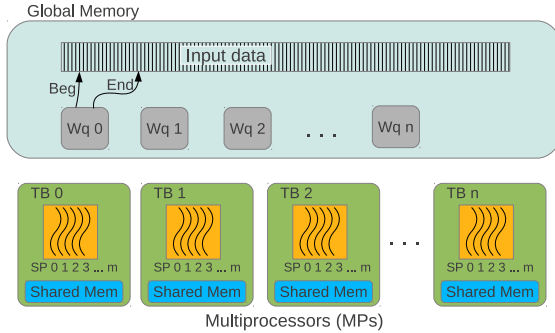 Global Memory
Input data
Beg End
Wq 0 Wq 1 Wq 2 . . . Wq n
TB 0 TB 1 TB 2 TB n
. . .
SP 0 1 2 3 ... m SP 0 1 2 3 ... m SP 0 1 2 3 ... m SP 0 1 2 3 ... m
Shared Mem Shared Mem Shared Mem Shared Mem
Multiprocessors (MPs)